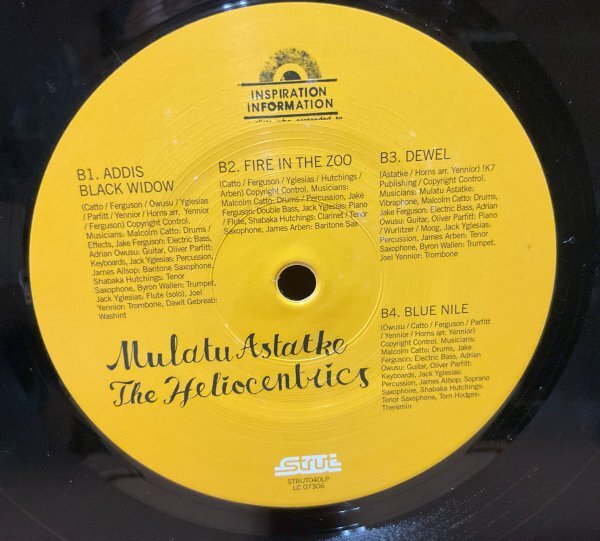 INSPIRATION
INFORMATION
B1. ADDIS
BLACK WIDOW
(Catto / Ferguson / Owusu / Yglesias
/ Parfitt / Yennior / Horns arr. Yennior
/ Ferguson) Copyright Control.
Musicians: Malcolm Catto: Drums /
Effects, Jake Ferguson: Electric Bass,
Adrian Owusu: Guitar, Oliver Parfitt:
Keyboards, Jack Yglesias: Percussion,
James Allsop: Baritone Saxophone,
Shabaka Hutchings: Tenor
Saxophone, Byron Wallen: Trumpet,
Jack Yglesias: Flute (solo), Joel
Yennior: Trombone, Dawit Gebreab:
Washint
B2. FIRE IN THE ZOO
(Catto / Ferguson / Yglesias / Hutchings /
Arben) Copyright Control. Musicians:
Malcolm Catto: Drums / Percussion, Jake
Ferguson: Double Bass, Jack Yglesias: Piano
/ Flute, Shabaka Hutchings: Clarinet / Tenor
Saxophone, James Arben: Baritone Sax
B3. DEWEL
(Astatke / Horns arr. Yennior) !K7
Publishing / Copyright Control.
Musicians: Mulatu Astatke:
Vibraphone, Malcolm Catto: Drums,
Jake Ferguson: Electric Bass, Adrian
Owusu: Guitar, Oliver Parfitt: Piano
/ Wurlitzer / Moog, Jack Yglesias:
Percussion, James Arben: Tenor
Saxophone, Byron Wallen: Trumpet,
Joel Yennior: Trombone
B4. BLUE NILE
(Owusu / Catto / Ferguson / Parfitt
/ Yennior / Horns arr. Yennior)
Copyright Control. Musicians:
Malcolm Catto: Drums, Jake
Ferguson: Electric Bass, Adrian
Owusu: Guitar, Oliver Parfitt:
Keyboards, Jack Yglesias:
Percussion, James Allsop: Soprano
Saxophone, Shabaka Hutchings:
Tenor Saxophone, Tom Hodges:
Theremin
Mulatu Astatke
The Heliocentrics
strut
STRUT040LP
LC 07306